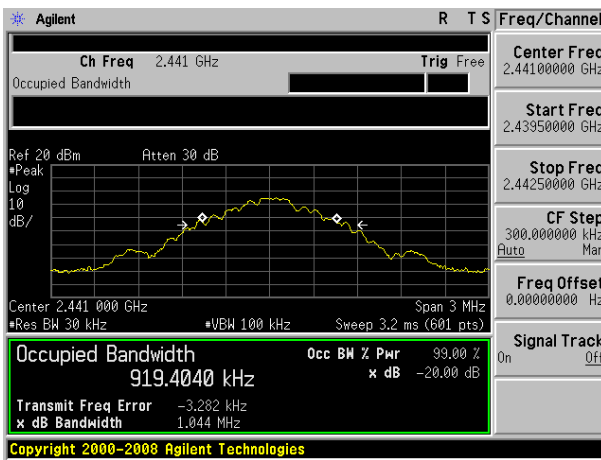 Agilent R T S Freq/Channel
Ch Freq 2.441 GHz Trig Free
Occupied Bandwidth
Center Freq
2.44100000 GHz
Start Freq
2.43950000 GHz
Stop Freq
2.44250000 GHz
CF Step
300.000000 kHz
Auto Man
Freq Offset
0.00000000 Hz
Signal Track
On Off
Ref 20 dBm Atten 30 dB
#Peak
Log
10
dB/
Center 2.441 000 GHz Span 3 MHz
#Res BW 30 kHz #VBW 100 kHz Sweep 3.2 ms (601 pts)
Occupied Bandwidth Occ BW % Pwr 99.00 %
919.4040 kHz x dB -20.00 dB
Transmit Freq Error -3.282 kHz
x dB Bandwidth 1.044 MHz
Copyright 2000-2008 Agilent Technologies